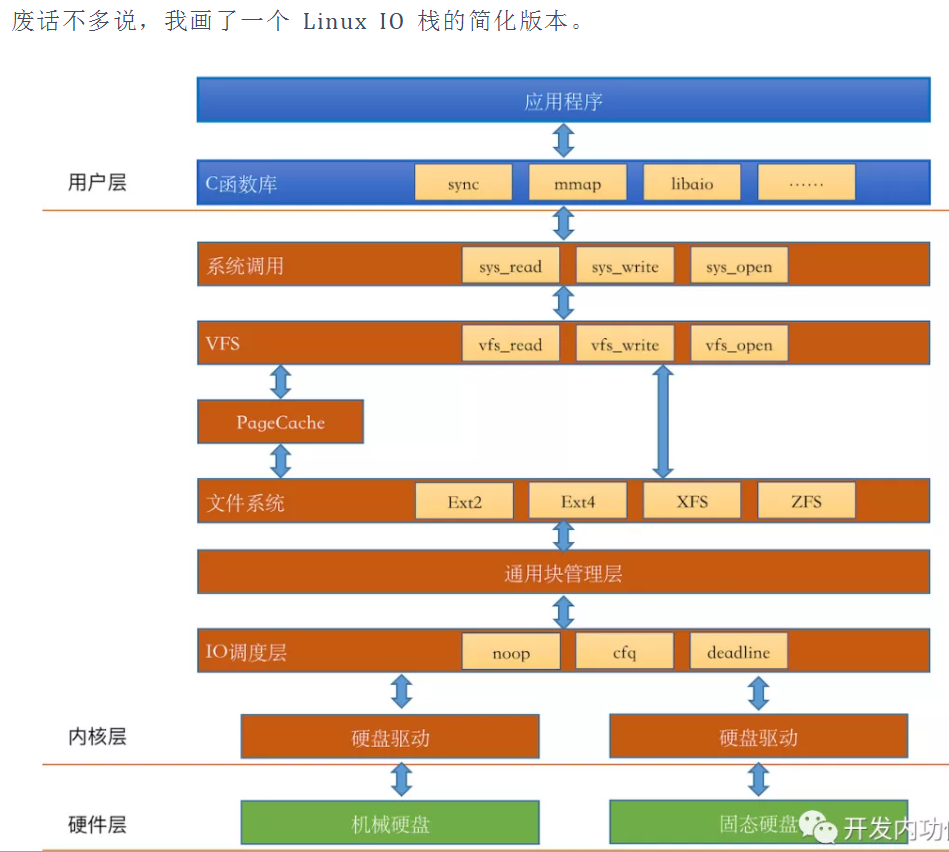 废话不多说，我画了一个 Linux IO 栈的简化版本。
应用程序
用户层
C函数库 sync mmap libaio ······
系统调用 sys_read sys_write sys_open
VFS vfs_read vfs_write vfs_open
PageCache
文件系统 Ext2 Ext4 XFS ZFS
通用块管理层
IO调度层 noop cfq deadline
内核层 硬盘驱动 硬盘驱动
硬件层 机械硬盘 固态硬盘
开发内功